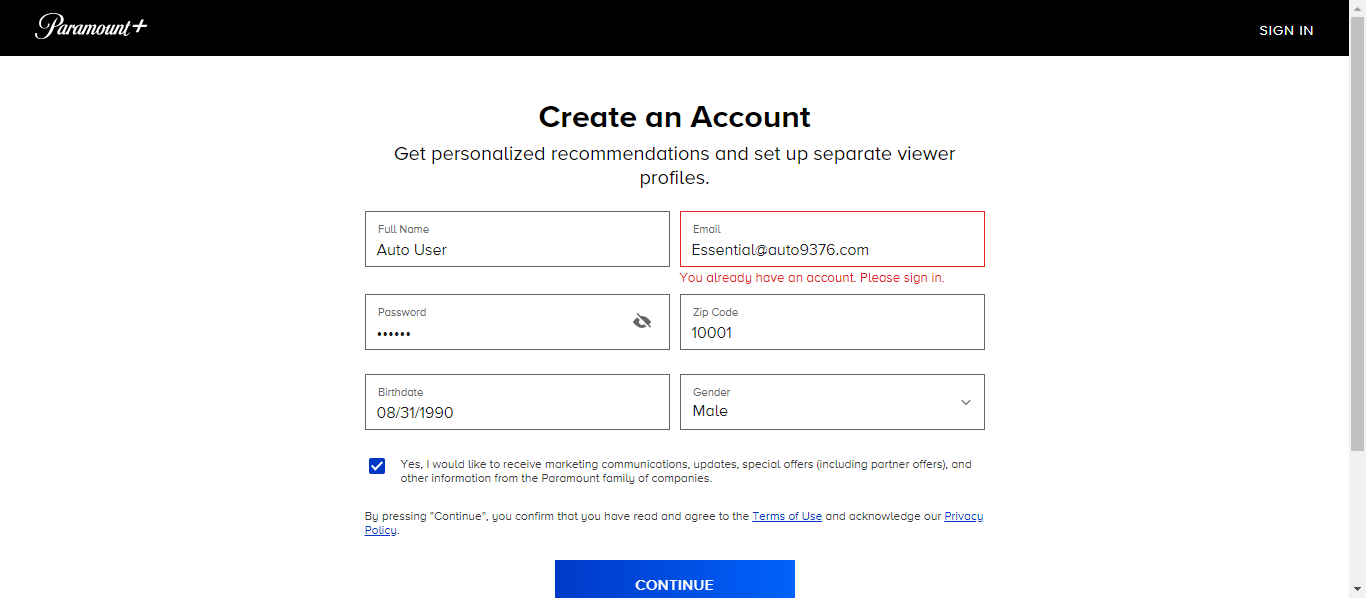 Paramount+
SIGN IN
Create an Account
Get personalized recommendations and set up separate viewer
profiles.
Full Name
Auto User
Email
Essential@auto9376.com
You already have an account. Please sign in.
Password
••••••
Zip Code
10001
Birthdate
08/31/1990
Gender
Male
Yes, I would like to receive marketing communications, updates, special offers (including partner offers), and
other information from the Paramount family of companies.
By pressing "Continue", you confirm that you have read and agree to the Terms of Use and acknowledge our Privacy
Policy.
CONTINUE